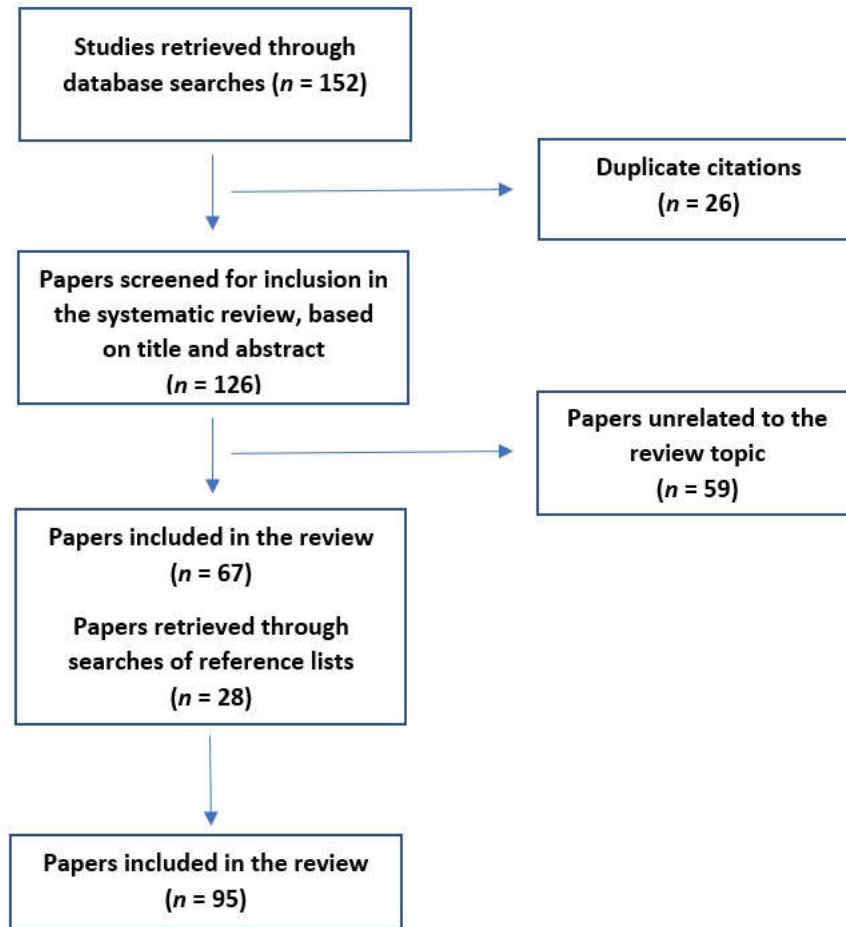 Studies retrieved through
database searches (n = 152)
Duplicate citations
(n = 26)
Papers screened for inclusion in
the systematic review, based
on title and abstract
(n = 126)
Papers unrelated to the
review topic
(n = 59)
Papers included in the review
(n = 67)
Papers retrieved through
searches of reference lists
(n = 28)
Papers included in the review
(n = 95)